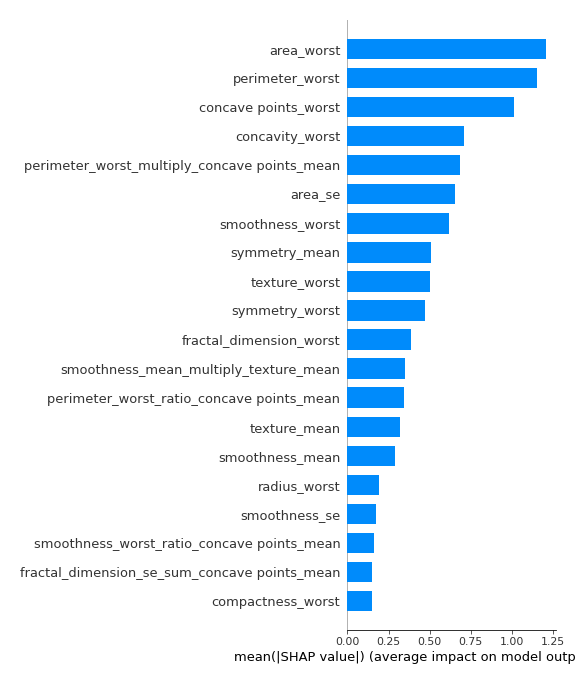 area_worst
perimeter_worst
concave points_worst
concavity_worst
perimeter_worst_multiply_concave points_mean
area_se
smoothness_worst
symmetry_mean
texture_worst
symmetry_worst
fractal_dimension_worst
smoothness_mean_multiply_texture_mean
perimeter_worst_ratio_concave points_mean
texture_mean
smoothness_mean
radius_worst
smoothness_se
smoothness_worst_ratio_concave points_mean
fractal_dimension_se_sum_concave points_mean
compactness_worst
0.00 0.25 0.50 0.75 1.00 1.25
mean(|SHAP value|) (average impact on model outp